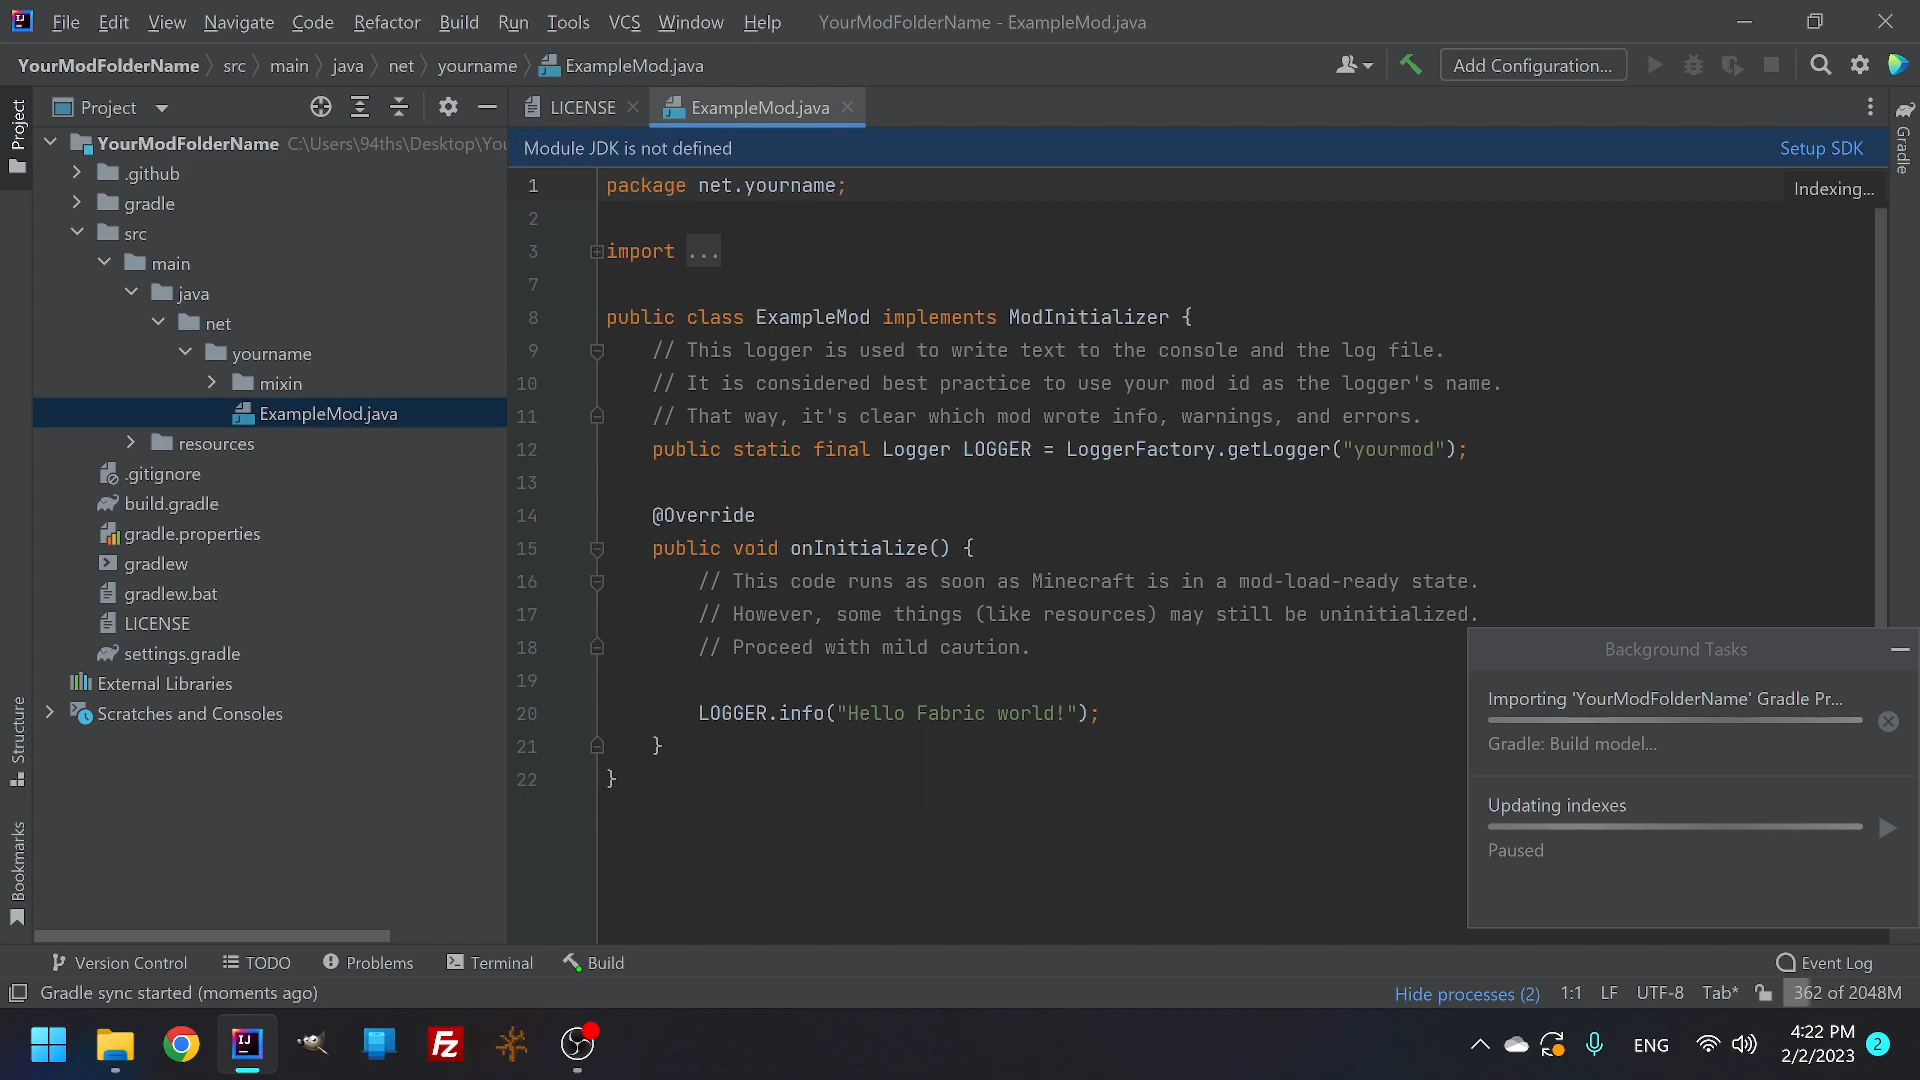 File Edit View Navigate Code Refactor Build Run Tools VCS Window Help YourModFolderName - ExampleMod.java
YourModFolderName src main java net yourname ExampleMod.java Add Configuration...
Project
Project
LICENSE ExampleMod.java
Gradle
Module JDK is not defined Setup SDK
Indexing...
YourModFolderName C:\Users\94ths\Desktop\You
.github
gradle
src
main
java
net
yourname
mixin
ExampleMod.java
resources
.gitignore
build.gradle
gradle.properties
gradlew
gradlew.bat
LICENSE
settings.gradle
External Libraries
Scratches and Consoles
Structure
Bookmarks
1 package net.yourname;
2
3 import ...
7
8 public class ExampleMod implements ModInitializer {
9 // This logger is used to write text to the console and the log file.
10 // It is considered best practice to use your mod id as the logger's name.
11 // That way, it's clear which mod wrote info, warnings, and errors.
12 public static final Logger LOGGER = LoggerFactory.getLogger("yourmod");
13
14 @Override
15 public void onInitialize() {
16 // This code runs as soon as Minecraft is in a mod-load-ready state.
17 // However, some things (like resources) may still be uninitialized.
18 // Proceed with mild caution.
19
20 LOGGER.info("Hello Fabric world!");
21 }
22 }
Background Tasks
Importing 'YourModFolderName' Gradle Pr...
Gradle: Build model...
Updating indexes
Paused
Version Control TODO Problems Terminal Build Event Log
Gradle sync started (moments ago) Hide processes (2) 1:1 LF UTF-8 Tab* 362 of 2048M
IJ Fz ENG 4:22 PM
2/2/2023 2